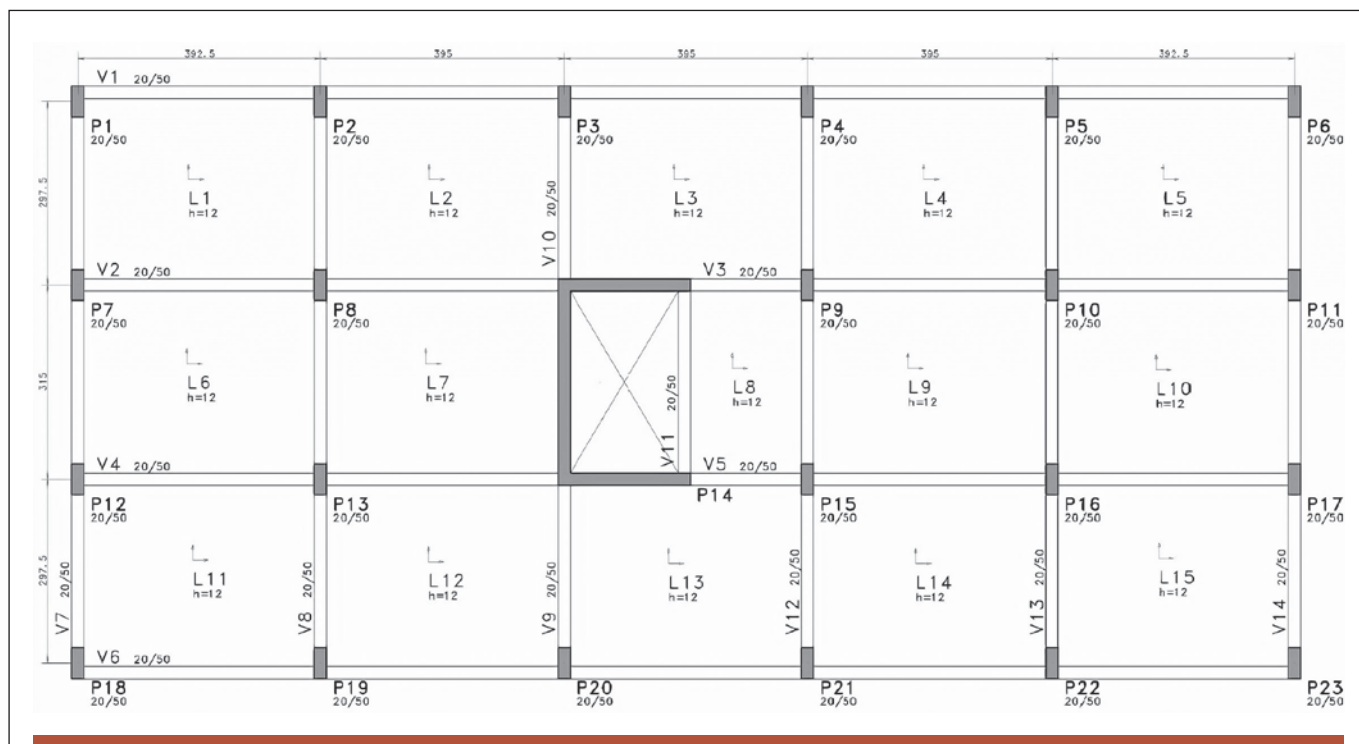 392.5 395 395 395 392.5
V1 20/50
P1 20/50
P2 20/50
P3 20/50
P4 20/50
P5 20/50
P6 20/50
297.5
L1 h=12
L2 h=12
V10 20/50
L3 h=12
L4 h=12
L5 h=12
V2 20/50
V3 20/50
P7 20/50
P8 20/50
P9 20/50
P10 20/50
P11 20/50
315
L6 h=12
L7 h=12
V11 20/50
L8 h=12
L9 h=12
L10 h=12
V4 20/50
V5 20/50
P12 20/50
P13 20/50
P14
P15 20/50
P16 20/50
P17 20/50
297.5
V7 20/50
L11 h=12
V8 20/50
L12 h=12
V9 20/50
L13 h=12
V12 20/50
L14 h=12
V13 20/50
L15 h=12
V14 20/50
V6 20/50
P18 20/50
P19 20/50
P20 20/50
P21 20/50
P22 20/50
P23 20/50